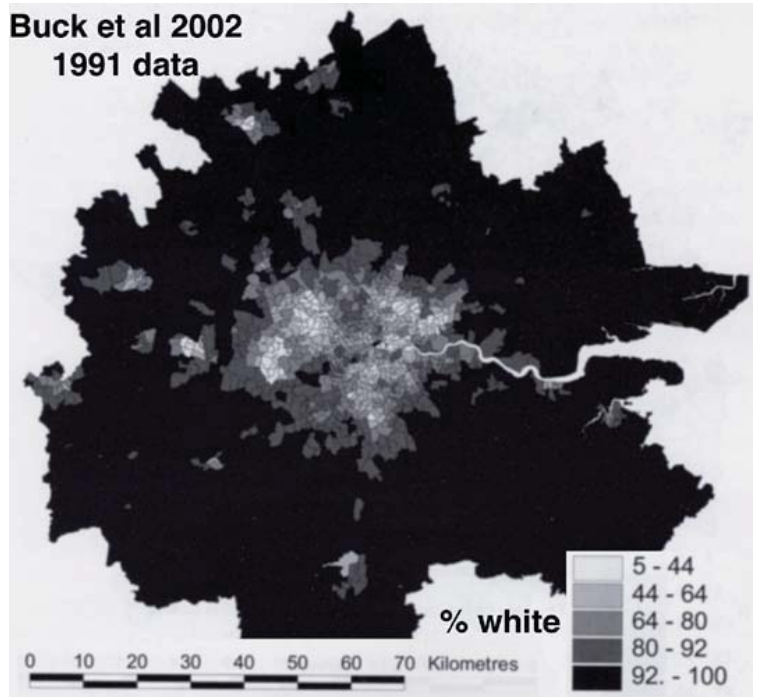 Buck et al 2002
1991 data
% white
5 - 44
44 - 64
64 - 80
80 - 92
92. - 100
0 10 20 30 40 50 60 70 Kilometres